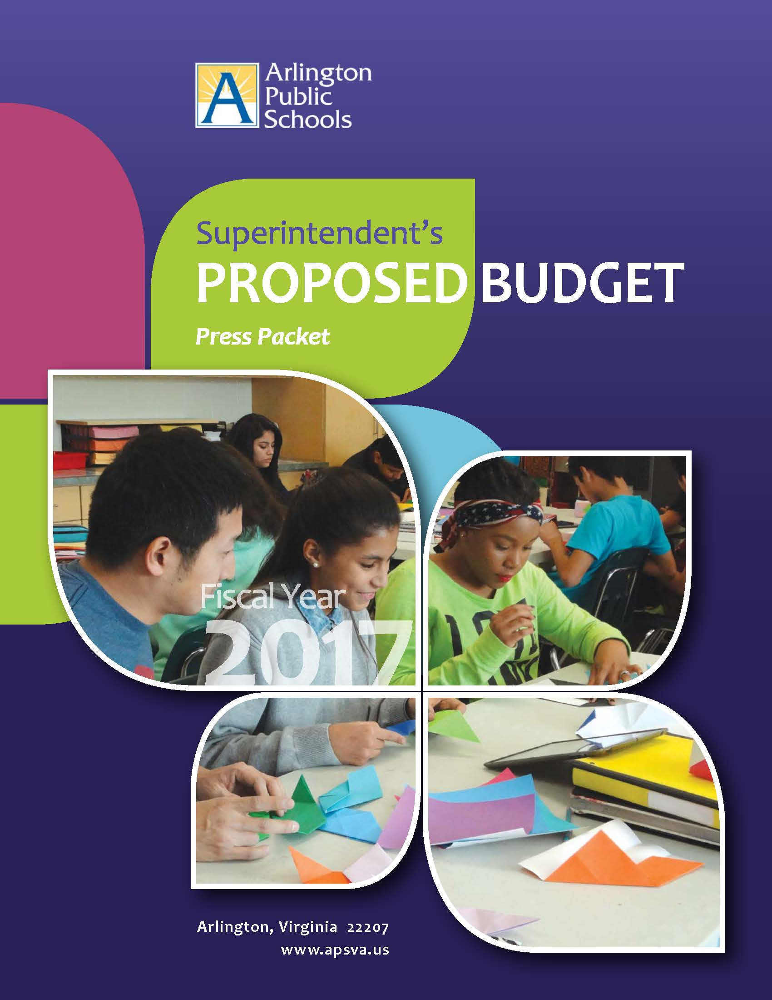 Arlington
Public
Schools
Superintendent's
PROPOSED BUDGET
Press Packet
Fiscal Year
2017
Arlington, Virginia 22207
www.apsva.us